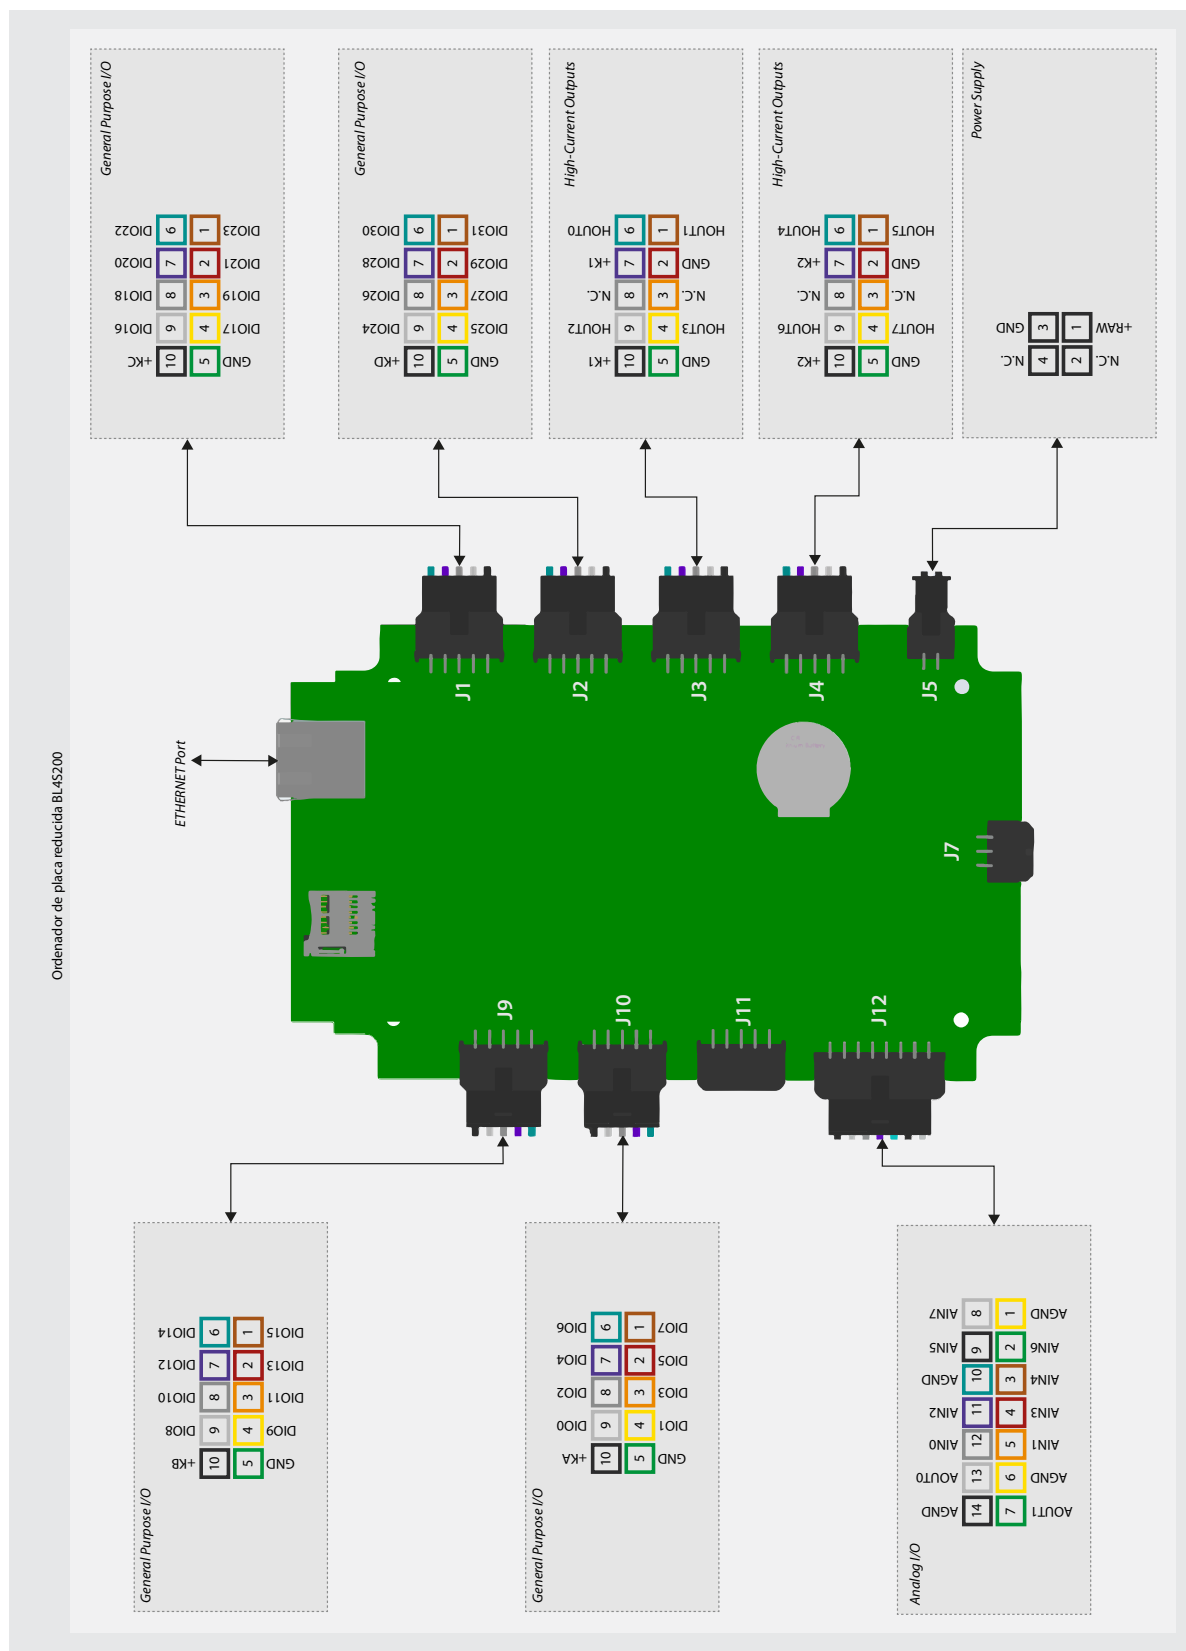 Ordenador de placa reducida BL4S200
General Purpose I/O
DIO22 6 1 DIO23
DIO20 7 2 DIO21
DIO18 8 3 DIO19
DIO16 9 4 DIO17
+KC 10 5 GND
General Purpose I/O
DIO30 6 1 DIO31
DIO28 7 2 DIO29
DIO26 8 3 DIO27
DIO24 9 4 DIO25
+KD 10 5 GND
High-Current Outputs
HOUT0 6 1 HOUT1
+K1 7 2 GND
N.C. 8 3 N.C.
HOUT2 9 4 HOUT3
+K1 10 5 GND
High-Current Outputs
HOUT4 6 1 HOUT5
+K2 7 2 GND
N.C. 8 3 N.C.
HOUT6 9 4 HOUT7
+K2 10 5 GND
Power Supply
GND 3 1 +RAW
N.C. 4 2 N.C.
ETHERNET Port
J1
J2
J3
J4
J5
J7
J9
J10
J11
J12
General Purpose I/O
DIO14 6 1 DIO15
DIO12 7 2 DIO13
DIO10 8 3 DIO11
DIO8 9 4 DIO9
+KB 10 5 GND
General Purpose I/O
DIO6 6 1 DIO7
DIO4 7 2 DIO5
DIO2 8 3 DIO3
DIO0 9 4 DIO1
+KA 10 5 GND
Analog I/O
AIN7 8 1 AGND
AIN5 9 2 AIN6
AGND 10 3 AIN4
AIN2 11 4 AIN3
AIN0 12 5 AIN1
AOUT0 13 6 AGND
AGND 14 7 AOUT1